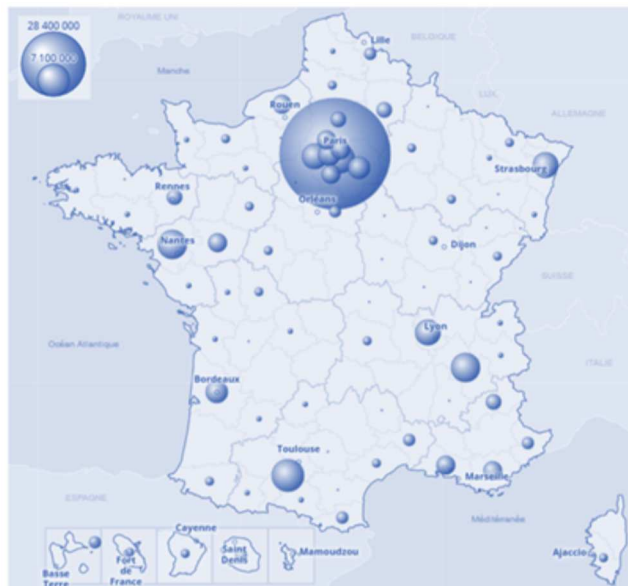 ROYAUME UNI
28 400 000
7 100 000
Lille
BELGIQUE
Manche
LUX.
Rouen
ALLEMAGNE
Paris
Strasbourg
Rennes
Orléans
Nantes
Dijon
SUISSE
Lyon
Océan Atlantique
ITALIE
Bordeaux
Toulouse
Marseille
ESPAGNE
Méditérranée
Cayenne
Basse
Terre
Fort
de
France
Saint
Denis
Mamoudzou
Ajaccio